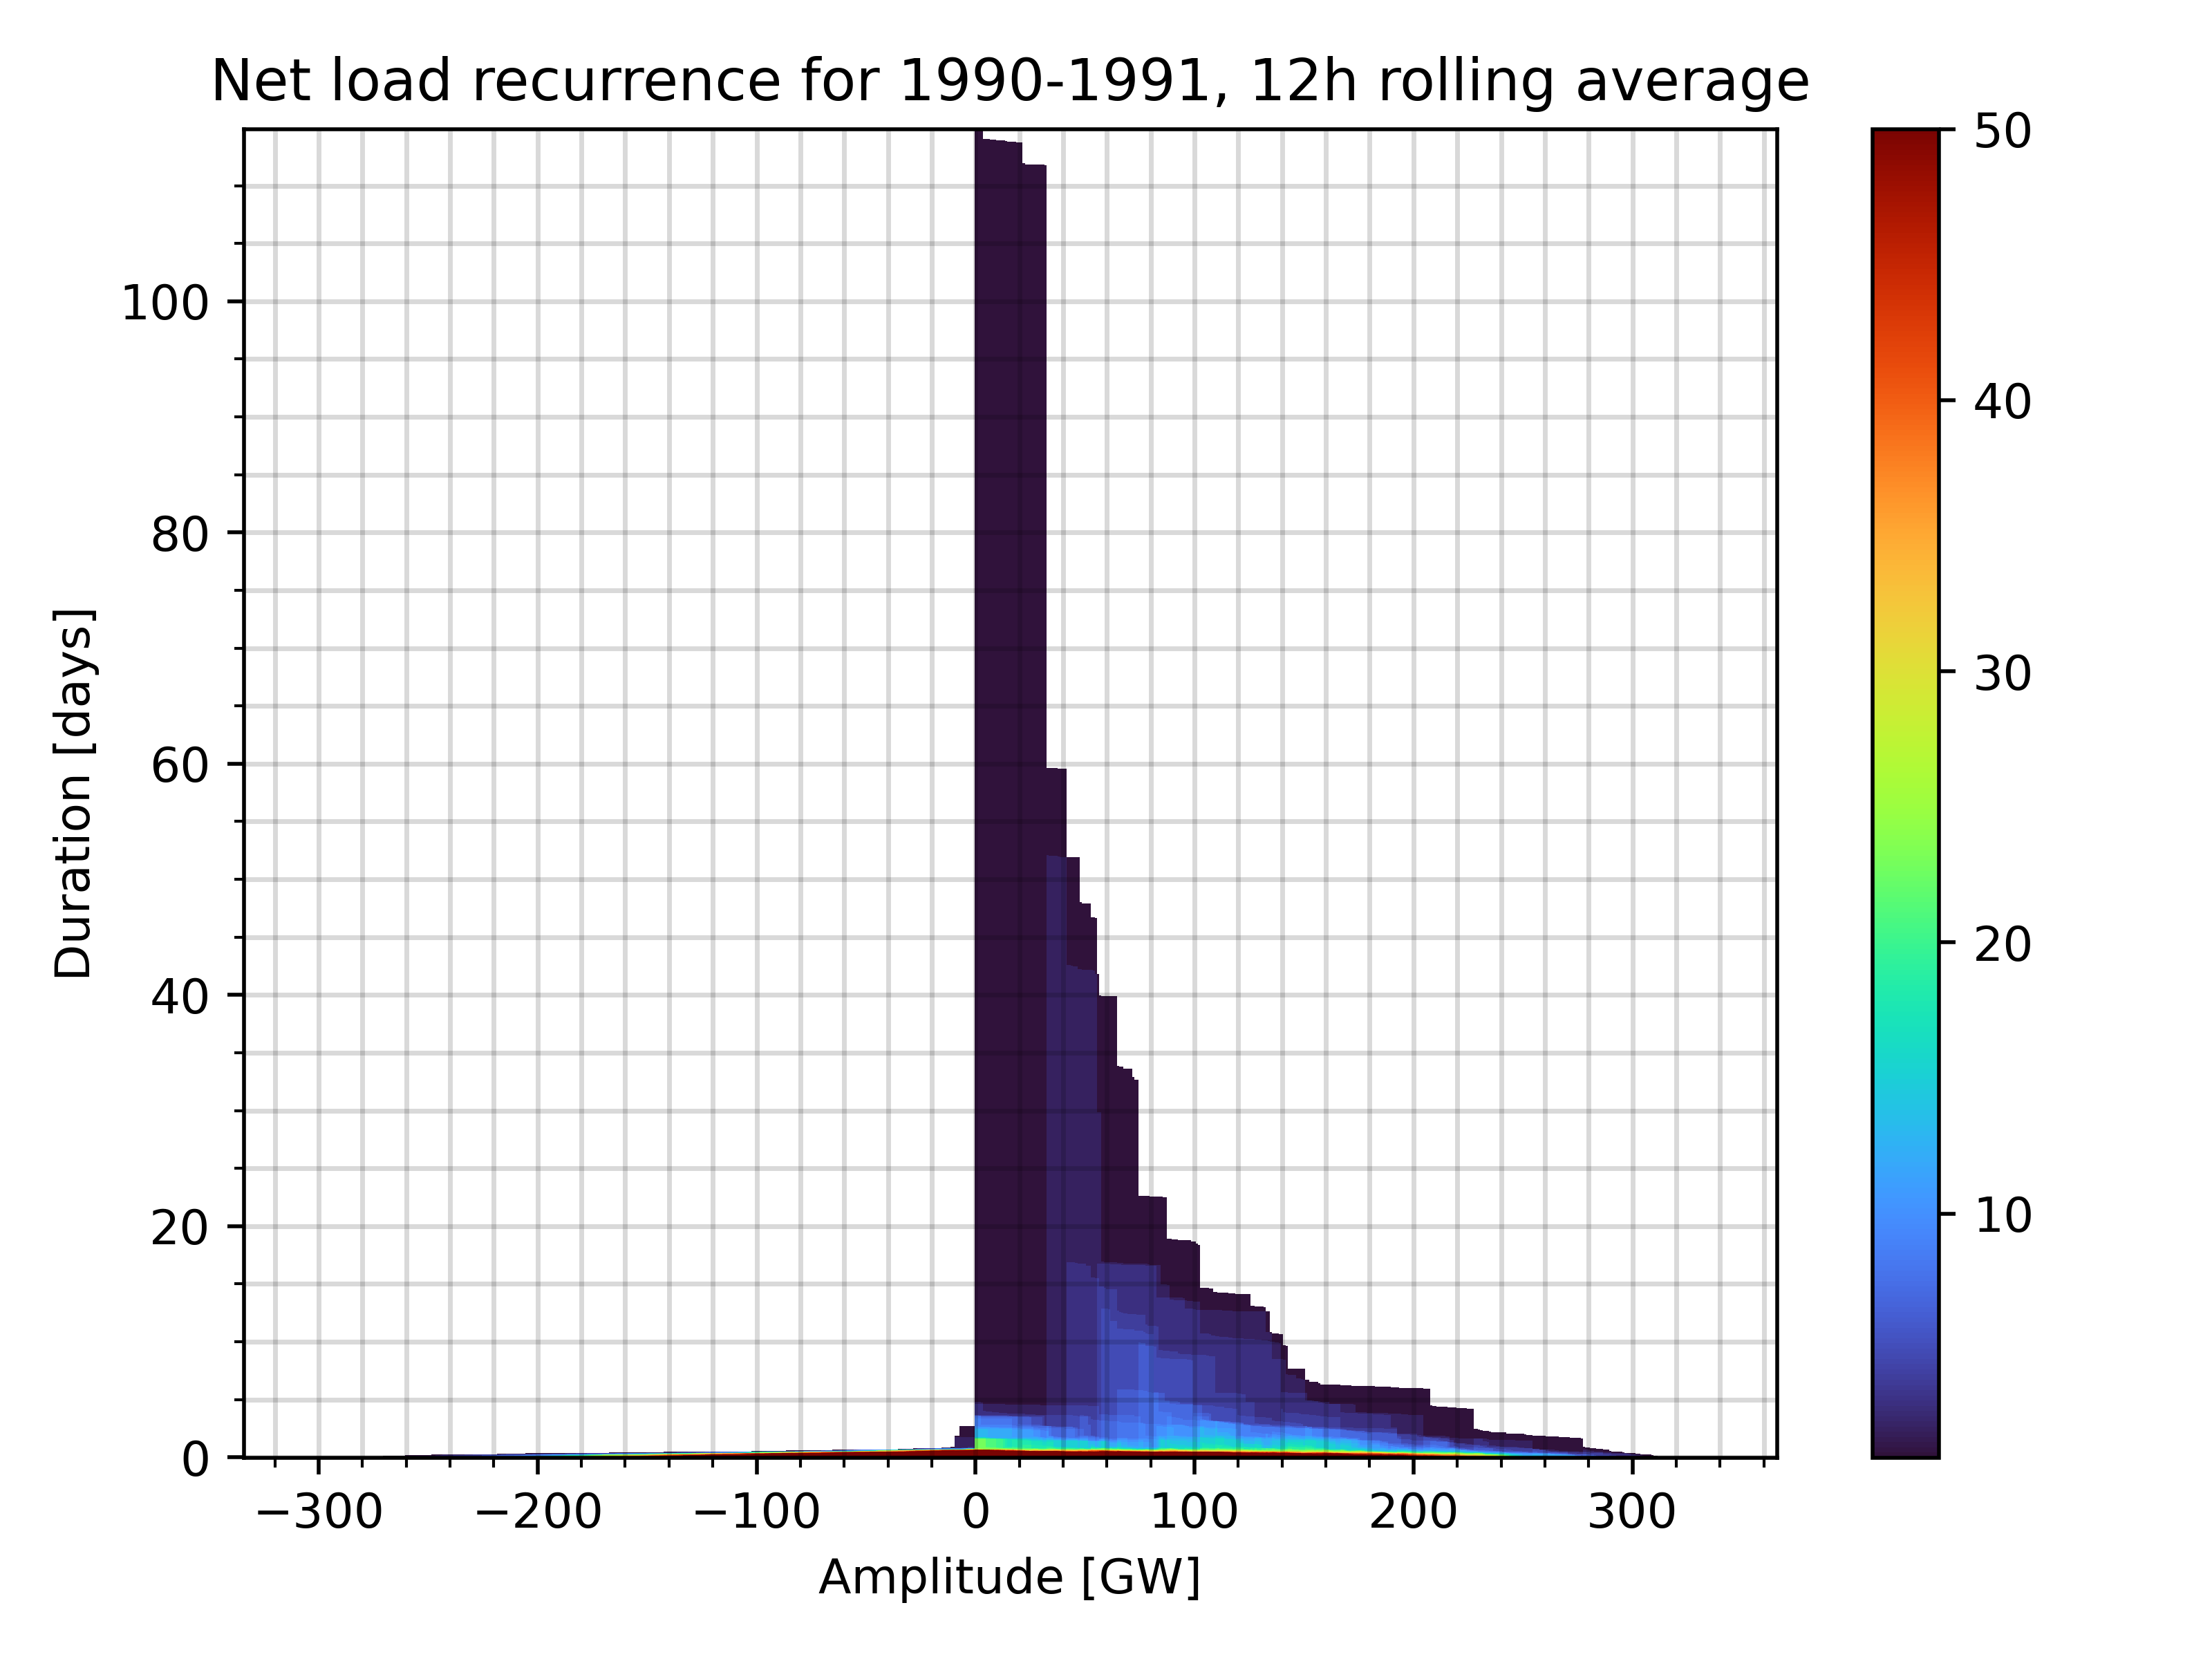 Net load recurrence for 1990-1991, 12h rolling average
Duration [days]
100
80
60
40
20
0
−300 −200 −100 0 100 200 300
Amplitude [GW]
50
40
30
20
10